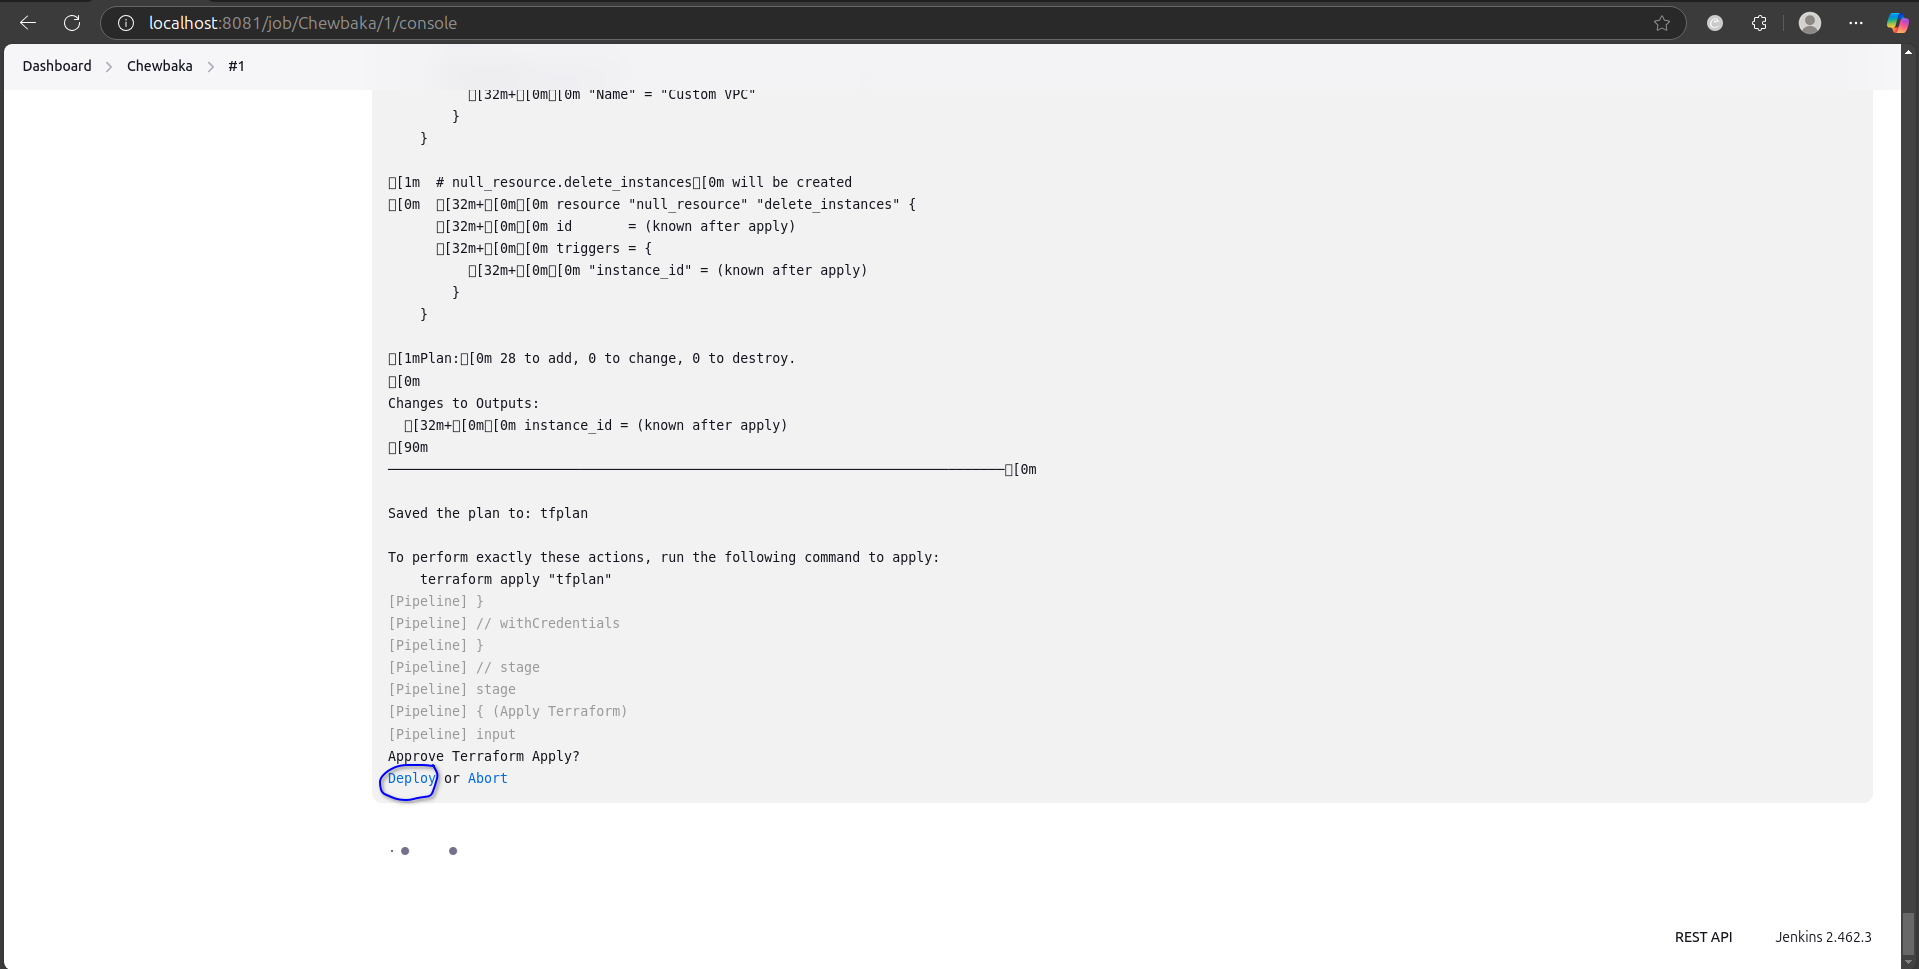 localhost:8081/job/Chewbaka/1/console
Dashboard > Chewbaka > #1
□[32m+□[0m□[0m "Name" = "Custom VPC"
}
}
□[1m  # null_resource.delete_instances□[0m will be created
□[0m  □[32m+□[0m□[0m resource "null_resource" "delete_instances" {
□[32m+□[0m□[0m id       = (known after apply)
□[32m+□[0m□[0m triggers = {
□[32m+□[0m□[0m "instance_id" = (known after apply)
}
}
□[1mPlan:□[0m 28 to add, 0 to change, 0 to destroy.
□[0m
Changes to Outputs:
□[32m+□[0m□[0m instance_id = (known after apply)
□[90m
─────────────────────────────────────────────────────────────────────────────□[0m
Saved the plan to: tfplan
To perform exactly these actions, run the following command to apply:
terraform apply "tfplan"
[Pipeline] }
[Pipeline] // withCredentials
[Pipeline] }
[Pipeline] // stage
[Pipeline] stage
[Pipeline] { (Apply Terraform)
[Pipeline] input
Approve Terraform Apply?
Deploy or Abort
REST API Jenkins 2.462.3